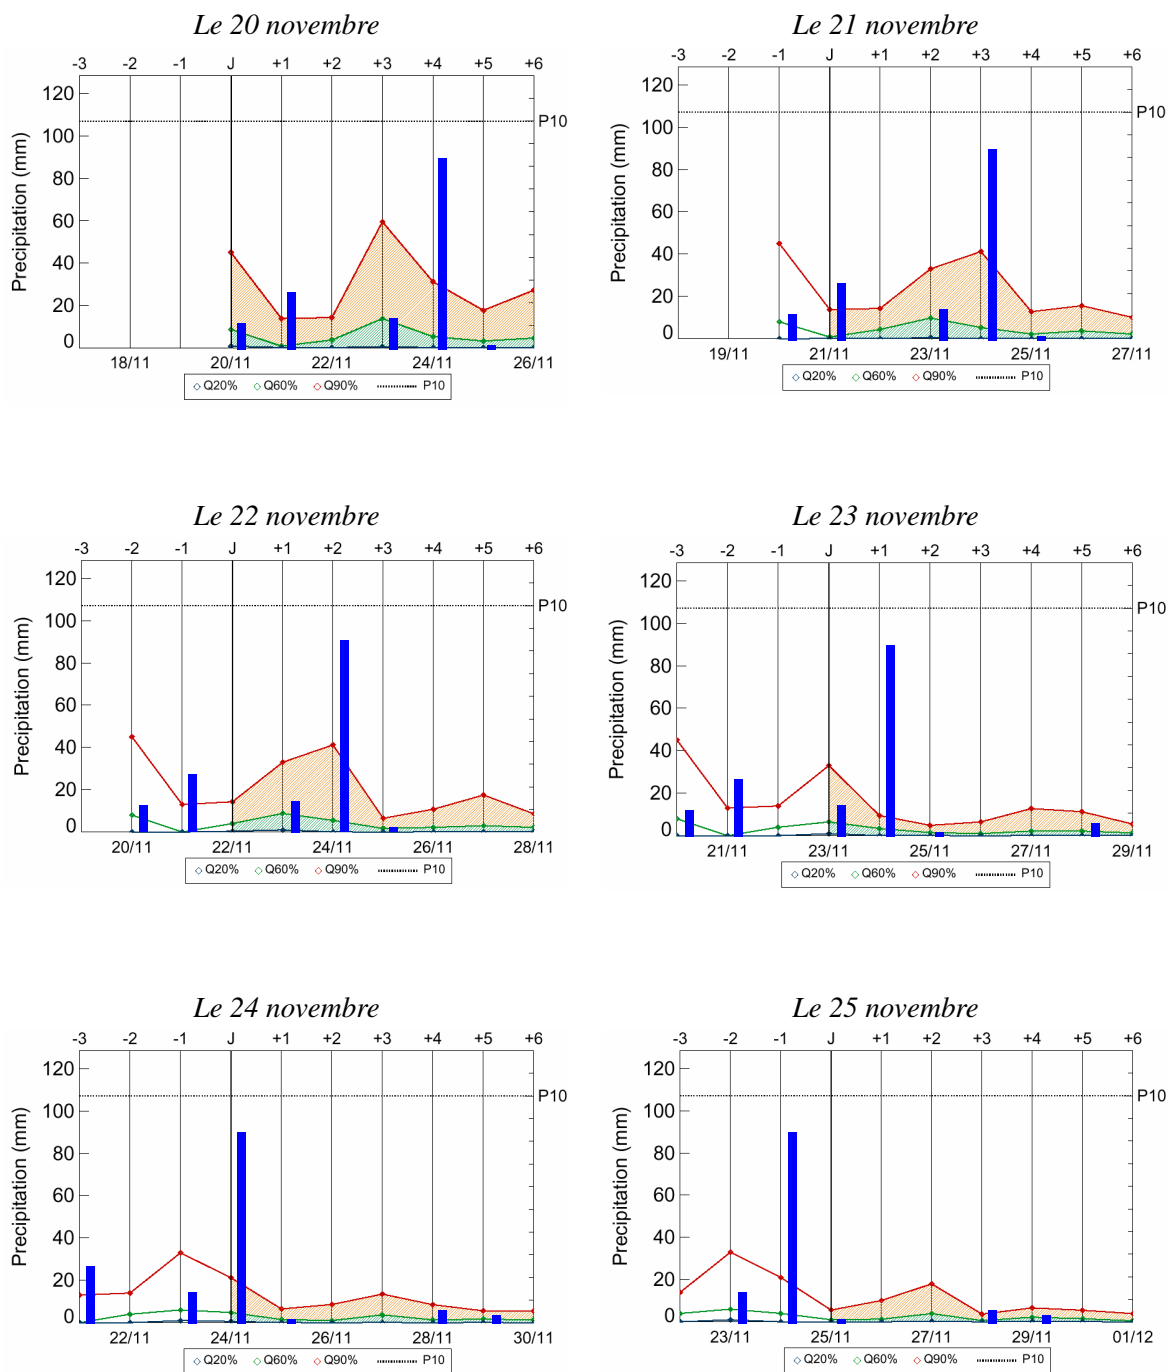 Le 20 novembre
-3 -2 -1 J +1 +2 +3 +4 +5 +6
120
100
80
60
40
20
0
Precipitation (mm)
P10
18/11 20/11 22/11 24/11 26/11
Q20% Q60% Q90% P10
Le 21 novembre
-3 -2 -1 J +1 +2 +3 +4 +5 +6
120
100
80
60
40
20
0
Precipitation (mm)
P10
19/11 21/11 23/11 25/11 27/11
Q20% Q60% Q90% P10
Le 22 novembre
-3 -2 -1 J +1 +2 +3 +4 +5 +6
120
100
80
60
40
20
0
Precipitation (mm)
P10
20/11 22/11 24/11 26/11 28/11
Q20% Q60% Q90% P10
Le 23 novembre
-3 -2 -1 J +1 +2 +3 +4 +5 +6
120
100
80
60
40
20
0
Precipitation (mm)
P10
21/11 23/11 25/11 27/11 29/11
Q20% Q60% Q90% P10
Le 24 novembre
-3 -2 -1 J +1 +2 +3 +4 +5 +6
120
100
80
60
40
20
0
Precipitation (mm)
P10
22/11 24/11 26/11 28/11 30/11
Q20% Q60% Q90% P10
Le 25 novembre
-3 -2 -1 J +1 +2 +3 +4 +5 +6
120
100
80
60
40
20
0
Precipitation (mm)
P10
23/11 25/11 27/11 29/11 01/12
Q20% Q60% Q90% P10